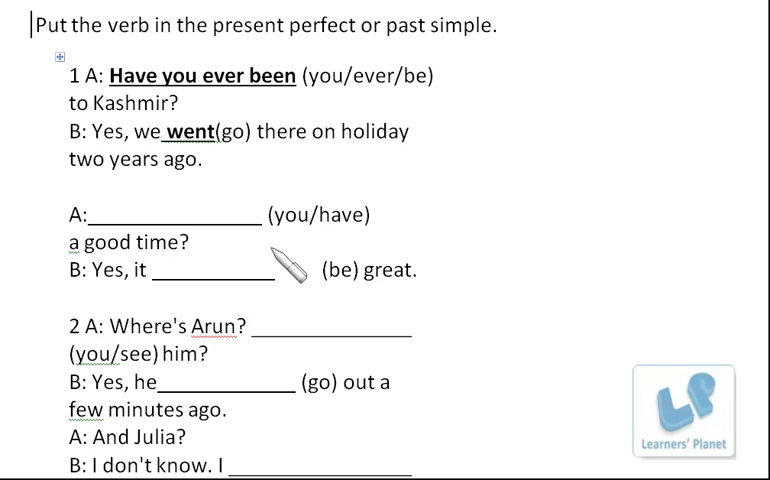 Put the verb in the present perfect or past simple.
1 A: Have you ever been (you/ever/be)
to Kashmir?
B: Yes, we went(go) there on holiday
two years ago.
A:________________ (you/have)
a good time?
B: Yes, it ___________ (be) great.
2 A: Where's Arun? _______________
(you/see) him?
B: Yes, he_____________ (go) out a
few minutes ago.
A: And Julia?
B: I don't know. I _________________
LP
Learners' Planet